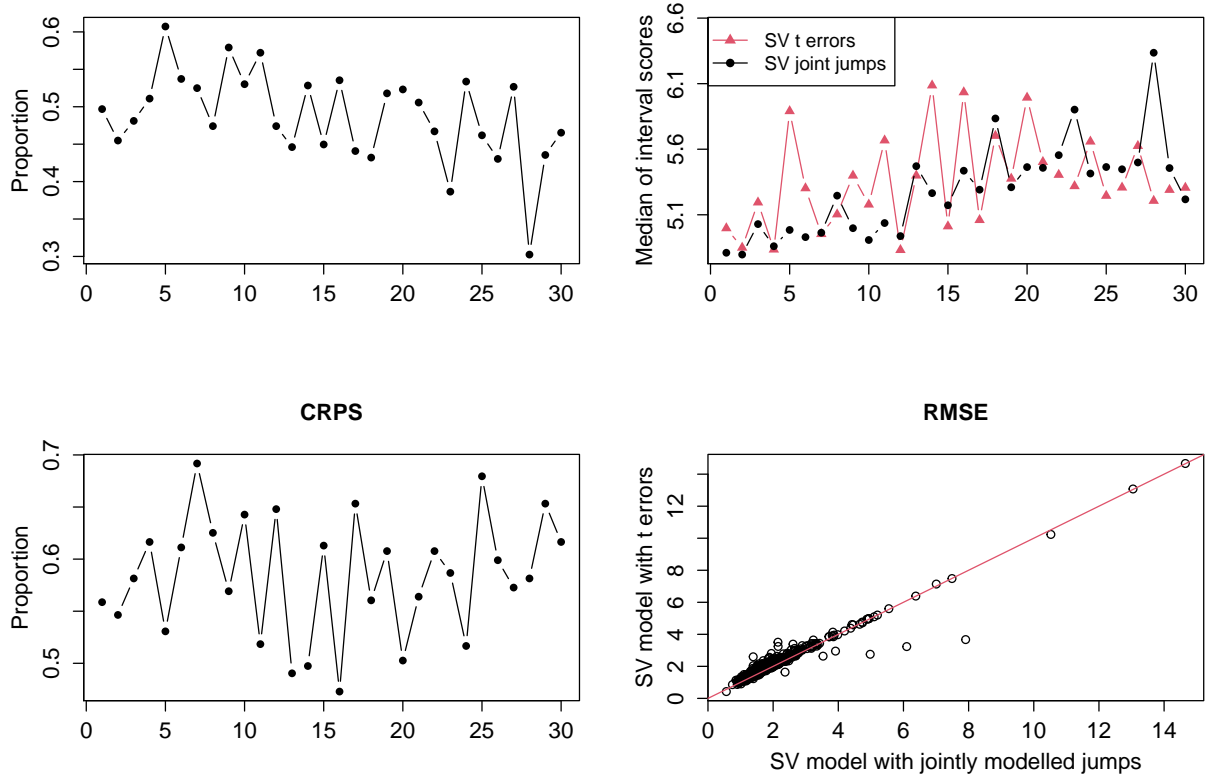 Proportion
0.3 0.4 0.5 0.6
0 5 10 15 20 25 30
Median of interval scores
5.1 5.6 6.1 6.6
SV t errors
SV joint jumps
0 5 10 15 20 25 30
CRPS
Proportion
0.5 0.6 0.7
0 5 10 15 20 25 30
RMSE
SV model with t errors
0 2 4 6 8 12
0 2 4 6 8 10 12 14
SV model with jointly modelled jumps